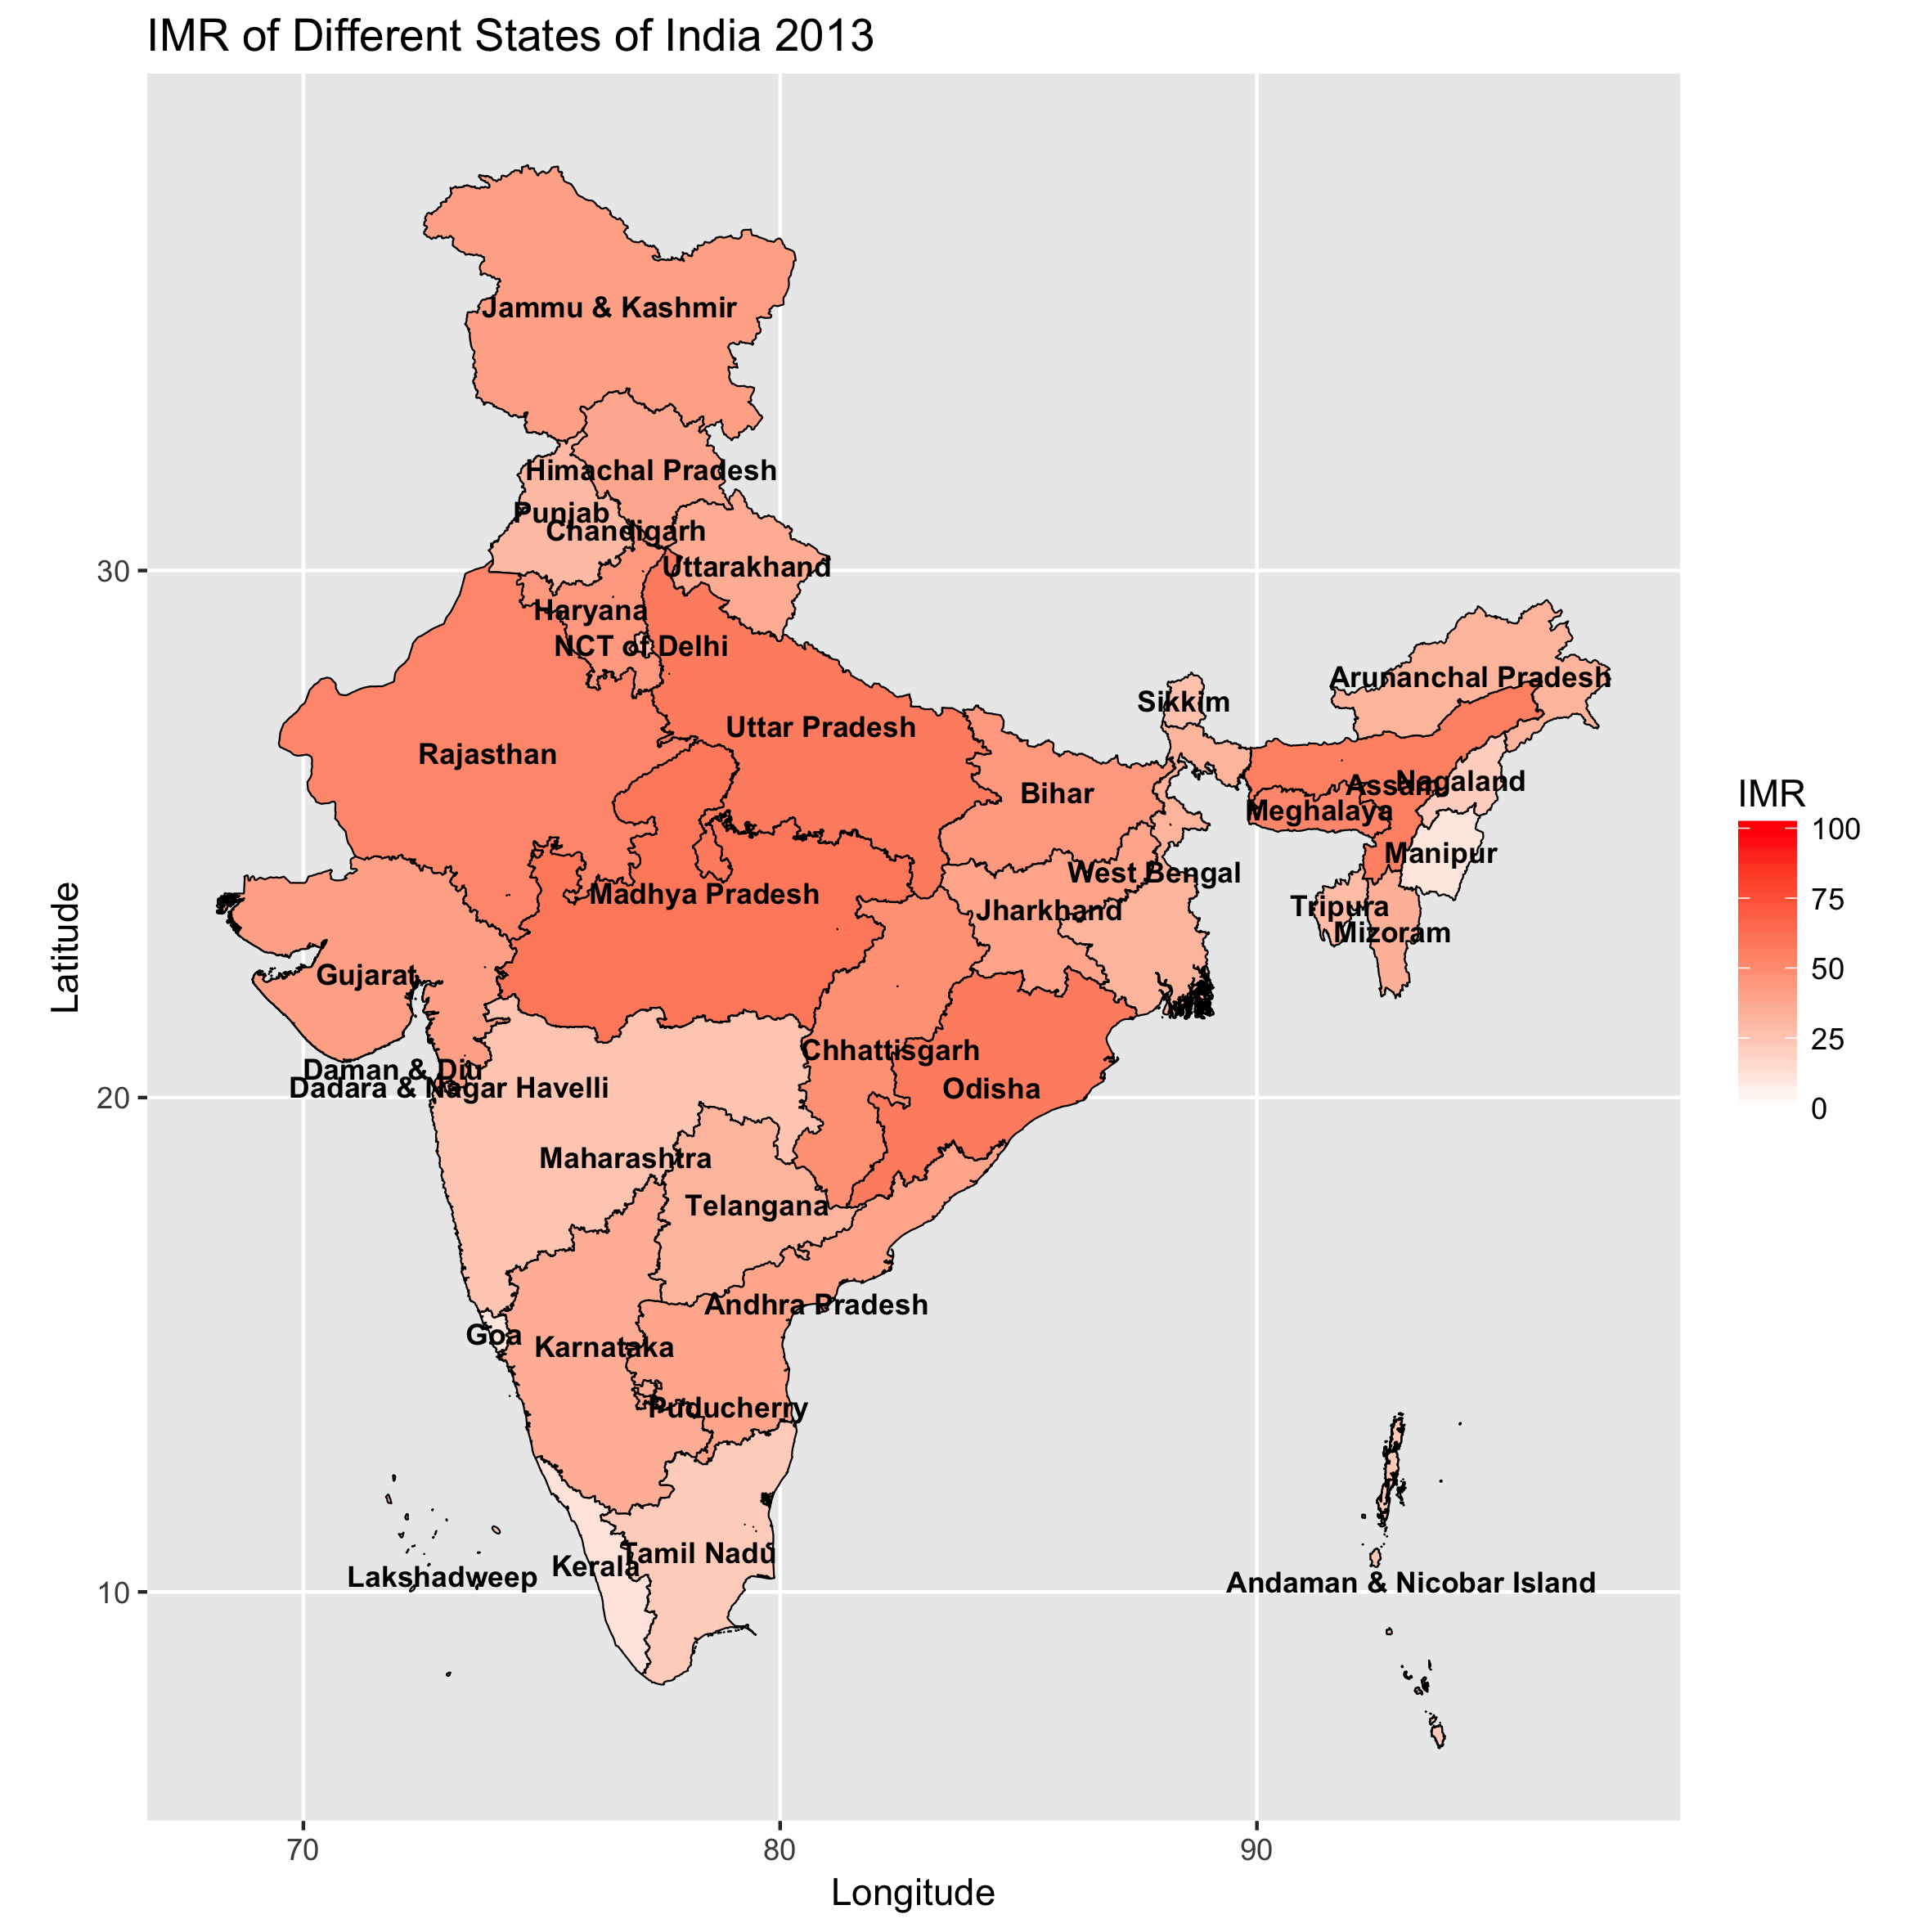 IMR of Different States of India 2013
Jammu & Kashmir
Himachal Pradesh
Punjab
Chandigarh
Uttarakhand
30
Haryana
NCT of Delhi
Arunanchal Pradesh
Sikkim
Uttar Pradesh
Rajasthan
Nagaland
Assam
Bihar
Meghalaya
Manipur
West Bengal
Madhya Pradesh
Tripura
Jharkhand
Mizoram
Gujarat
Chhattisgarh
Daman & Diu
Dadara & Nagar Havelli
Odisha
20
Maharashtra
Telangana
Andhra Pradesh
Goa
Karnataka
Puducherry
Tamil Nadu
Kerala
Lakshadweep
Andaman & Nicobar Island
10
70
80
90
Longitude
Latitude
IMR
100
75
50
25
0